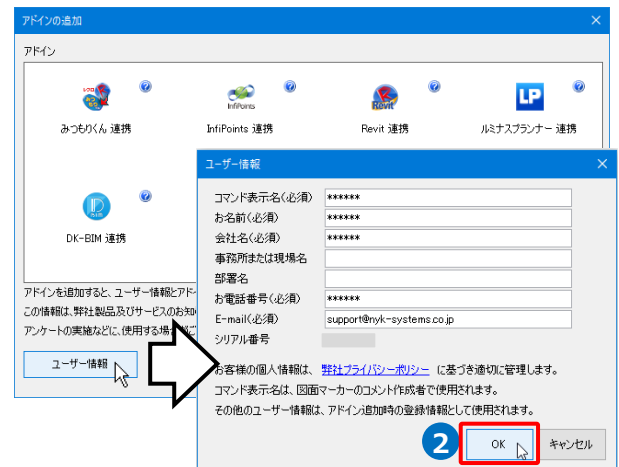 アドインの追加
アドイン
みつもりくん 連携
InfiPoints
InfiPoints 連携
Revit
Revit 連携
LP
ルミナスプランナー 連携
DK-BIM 連携
アドインを追加すると、ユーザー情報とアドイ
この情報は、弊社製品及びサービスのお知
アンケートの実施などに、使用する場
ユーザー情報
ユーザー情報
コマンド表示名(必須) ******
お名前(必須) ******
会社名(必須) ******
事務所または現場名
部署名
お電話番号(必須) ******
E-mail(必須) support@nyk-systems.co.jp
シリアル番号
お客様の個人情報は、 弊社プライバシーポリシー に基づき適切に管理します。
コマンド表示名は、図面マーカーのコメント作成者で使用されます。
その他のユーザー情報は、アドイン追加時の登録情報として使用されます。
2
OK
キャンセル